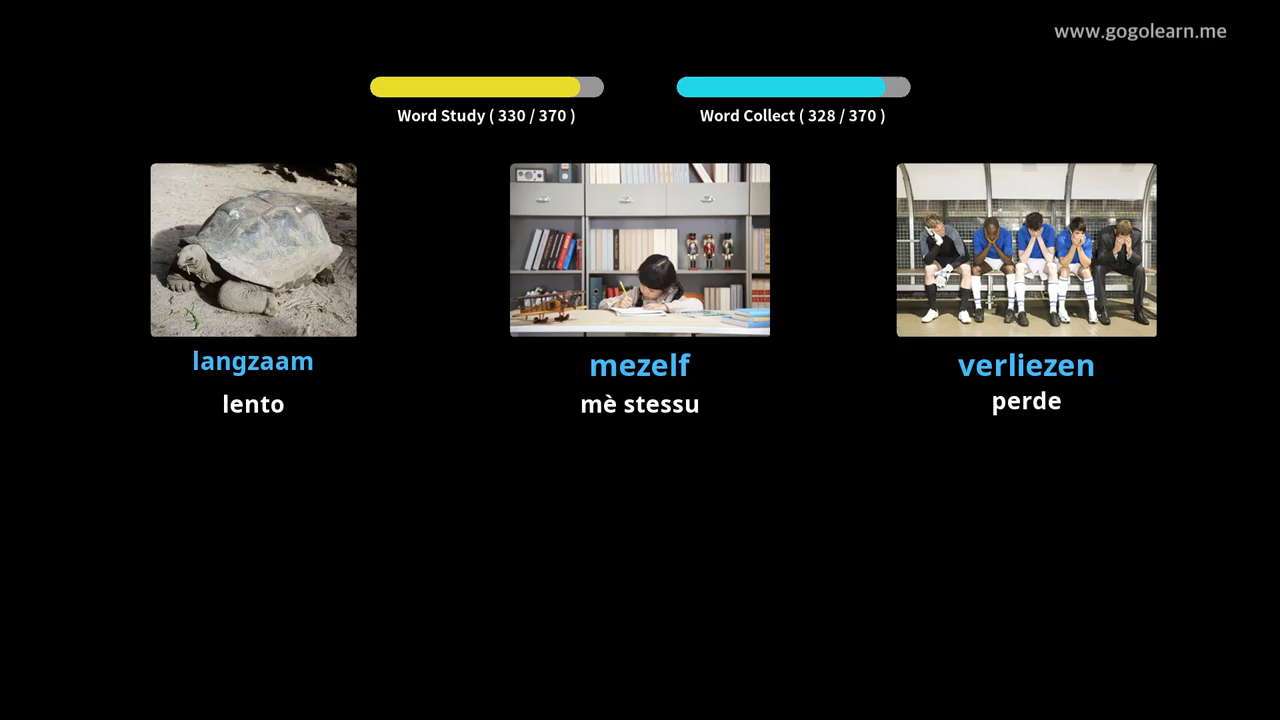 www.gogolearn.me
Word Study ( 330 / 370 )
Word Collect ( 328 / 370 )
langzaam
mezelf
verliezen
lento
mè stessu
perde